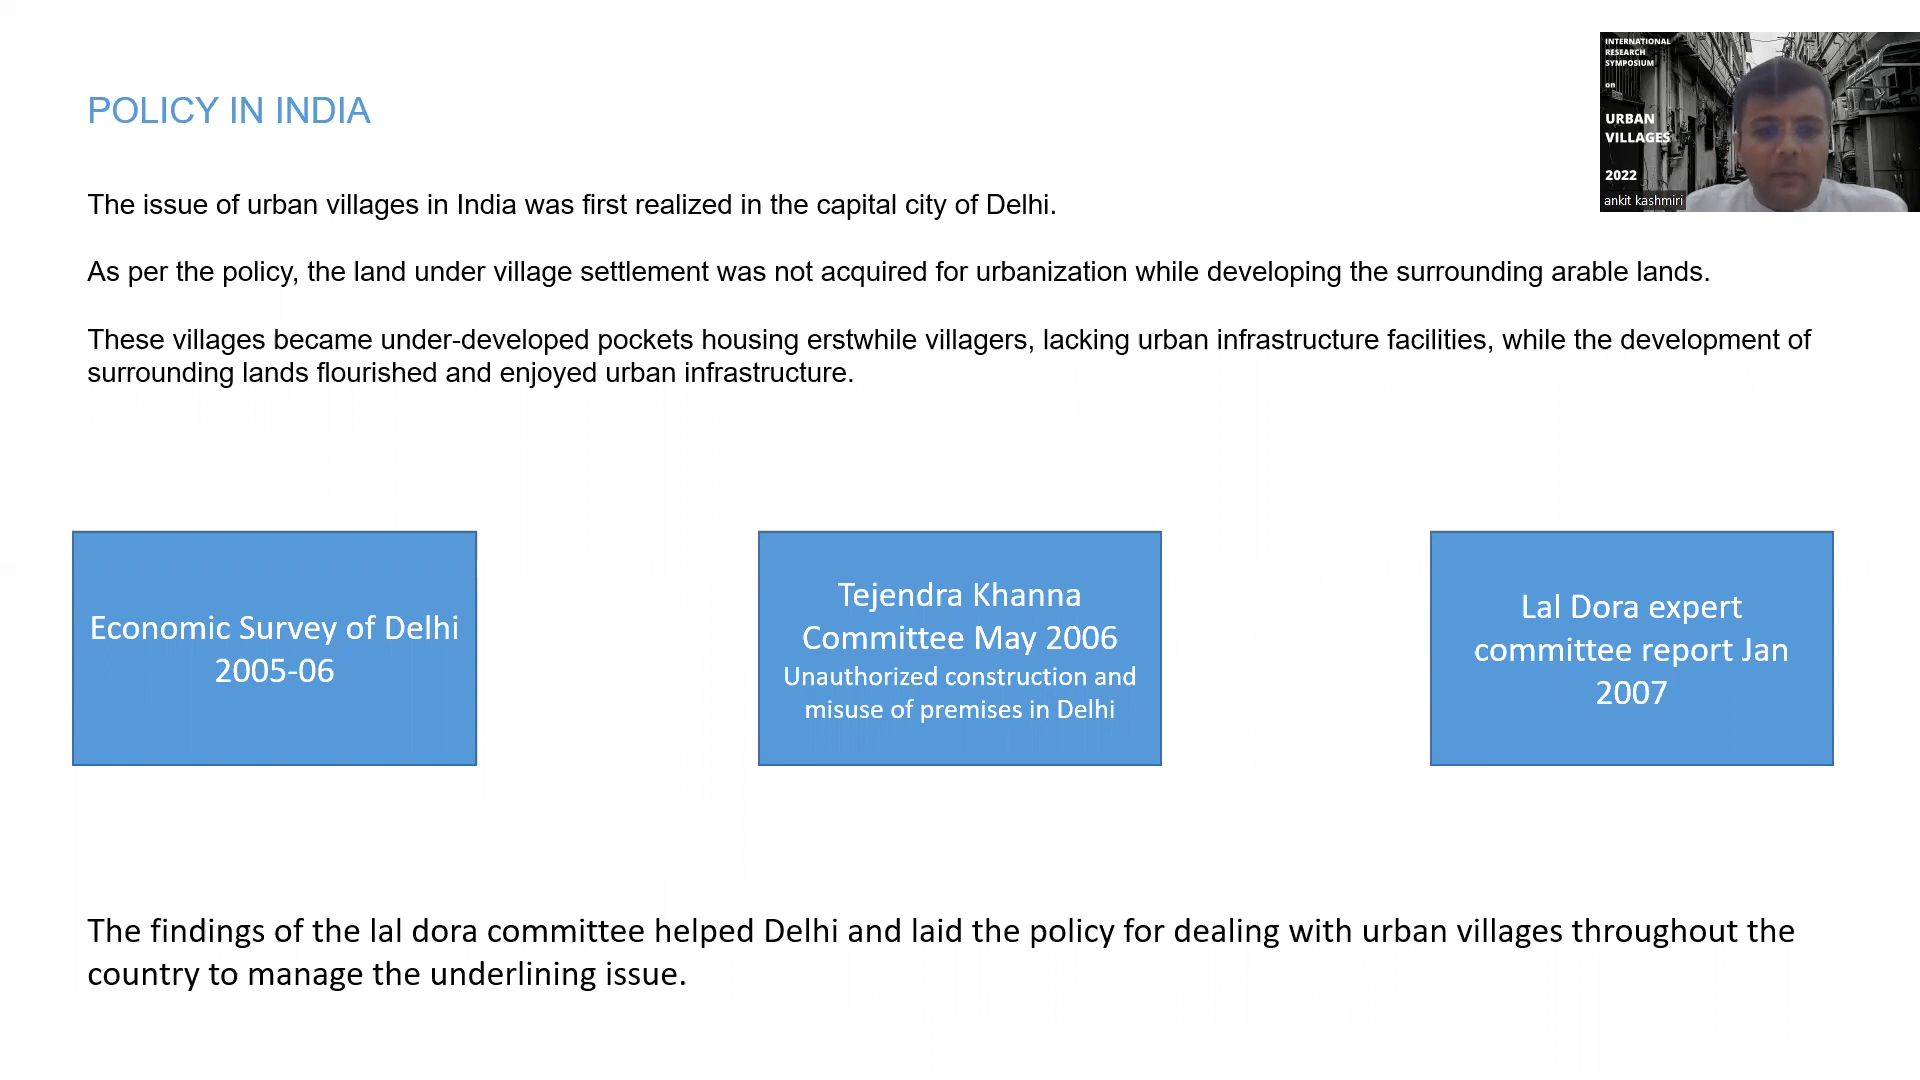 POLICY IN INDIA
INTERNATIONAL
RESEARCH
SYMPOSIUM
on
URBAN
VILLAGES
2022
ankit kashmiri
The issue of urban villages in India was first realized in the capital city of Delhi.
As per the policy, the land under village settlement was not acquired for urbanization while developing the surrounding arable lands.
These villages became under-developed pockets housing erstwhile villagers, lacking urban infrastructure facilities, while the development of
surrounding lands flourished and enjoyed urban infrastructure.
Economic Survey of Delhi
2005-06
Tejendra Khanna
Committee May 2006
Unauthorized construction and
misuse of premises in Delhi
Lal Dora expert
committee report Jan
2007
The findings of the lal dora committee helped Delhi and laid the policy for dealing with urban villages throughout the
country to manage the underlining issue.